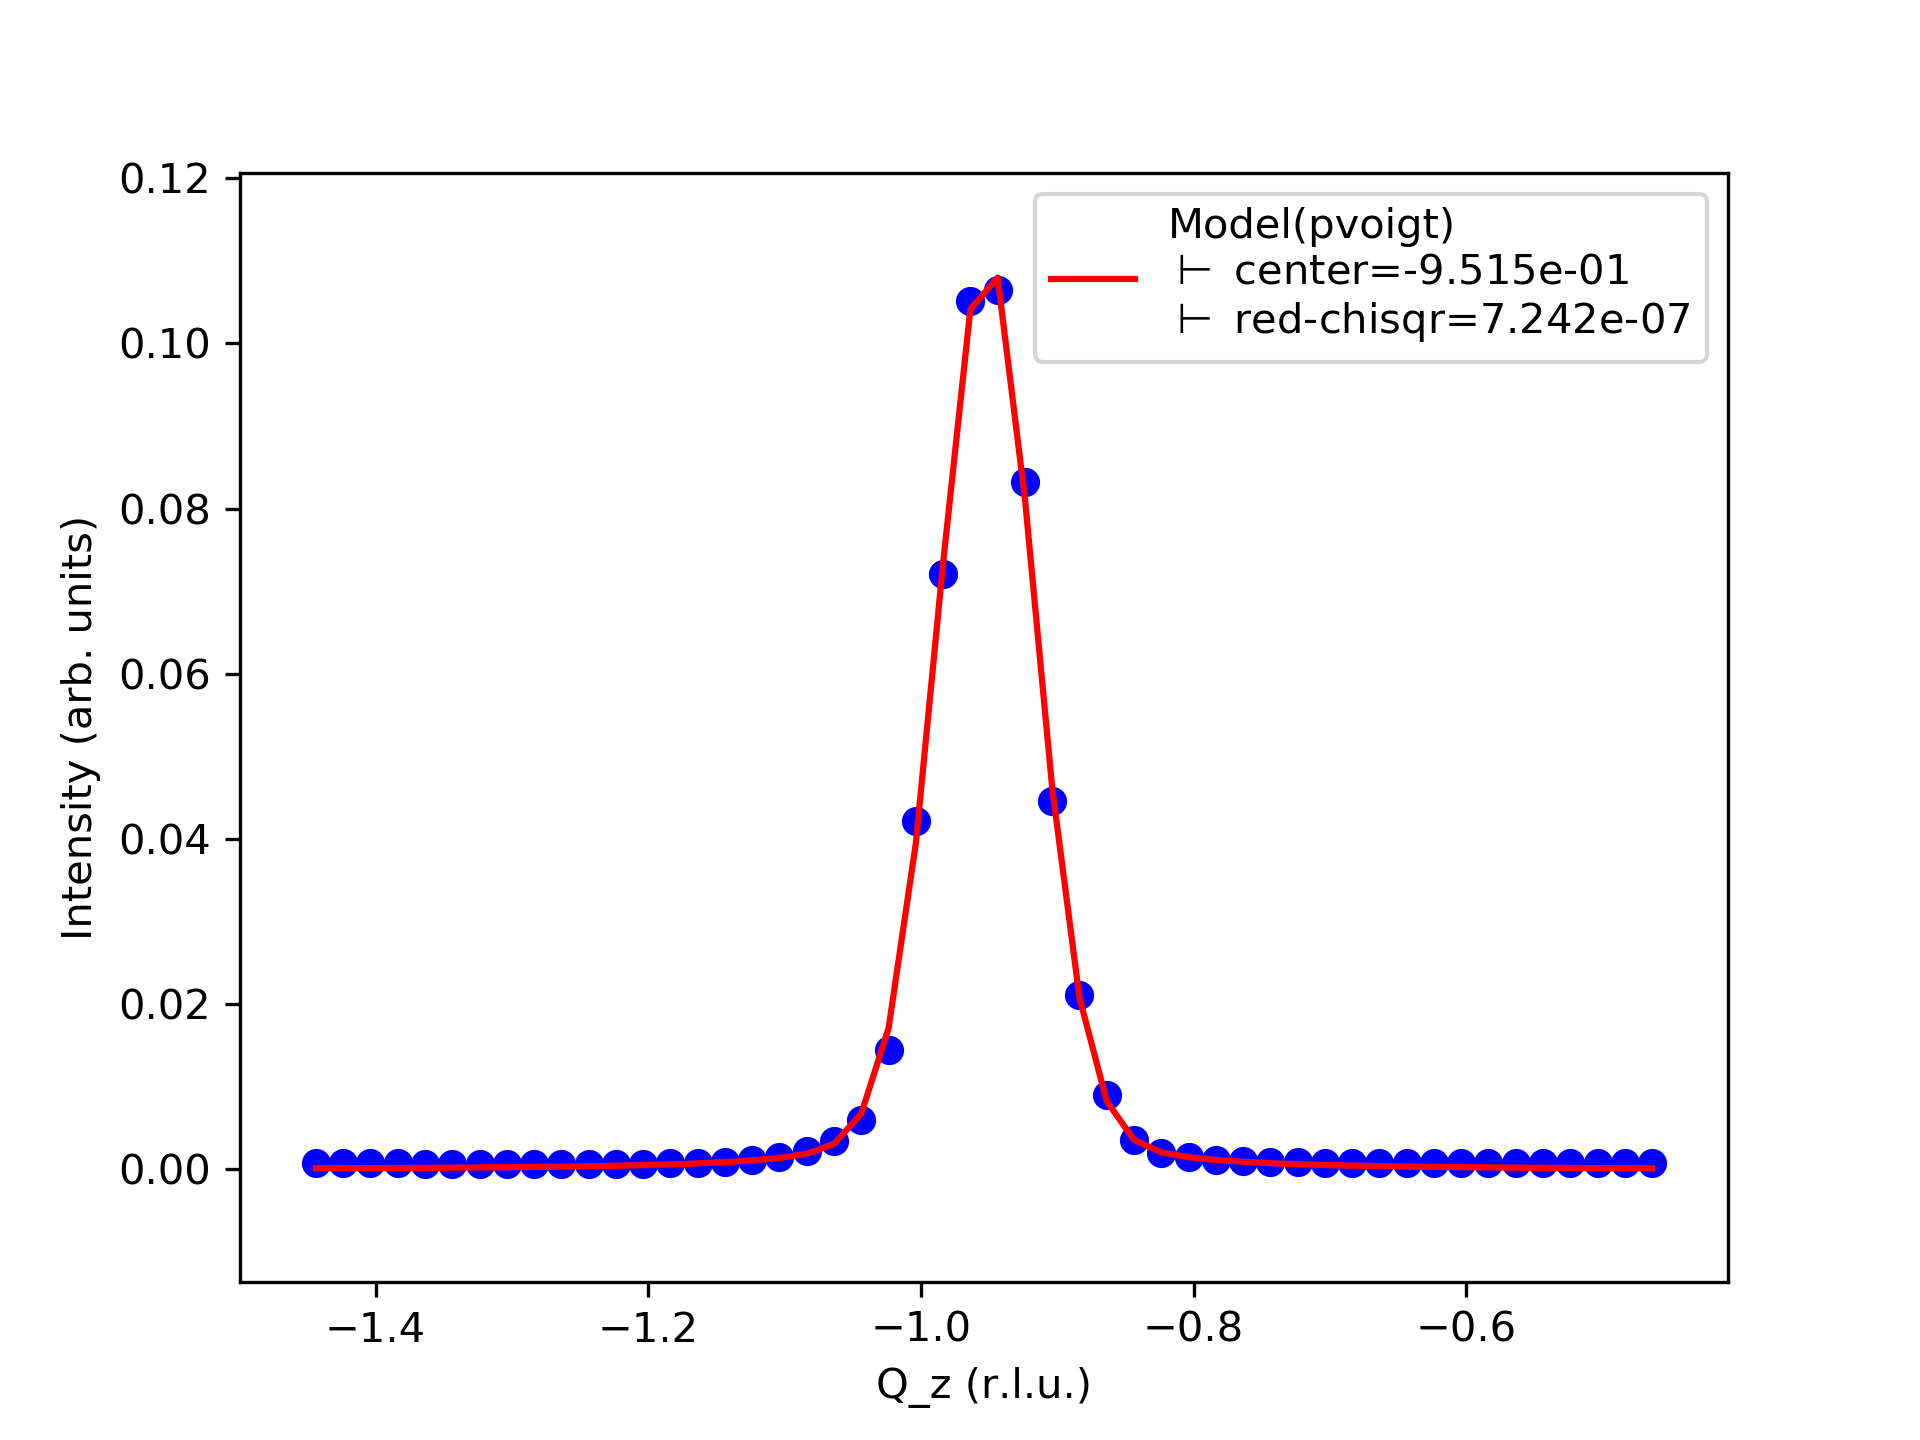 Model(pvoigt)
⊢ center=-9.515e-01
⊢ red-chisqr=7.242e-07
0.12
0.10
0.08
0.06
0.04
0.02
0.00
Intensity (arb. units)
−1.4 −1.2 −1.0 −0.8 −0.6
Q_z (r.l.u.)